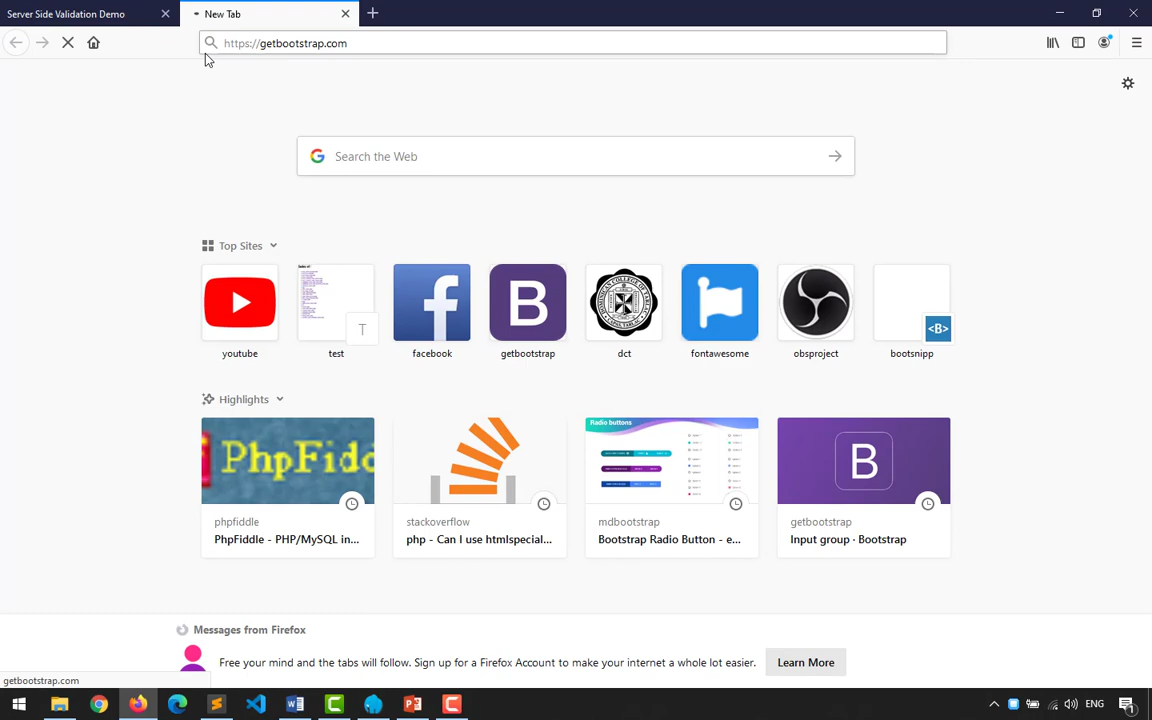 Server Side Validation Demo
New Tab
https://getbootstrap.com
Search the Web
Top Sites
T
B
<B>
youtube
test
facebook
getbootstrap
dct
fontawesome
obsproject
bootsnipp
Highlights
PhpFidd
Radio buttons
B
phpfiddle
PhpFiddle - PHP/MySQL in...
stackoverflow
php - Can I use htmlspecial...
mdbootstrap
Bootstrap Radio Button - e...
getbootstrap
Input group · Bootstrap
Messages from Firefox
Free your mind and the tabs will follow. Sign up for a Firefox Account to make your internet a whole lot easier.
Learn More
getbootstrap.com
ENG